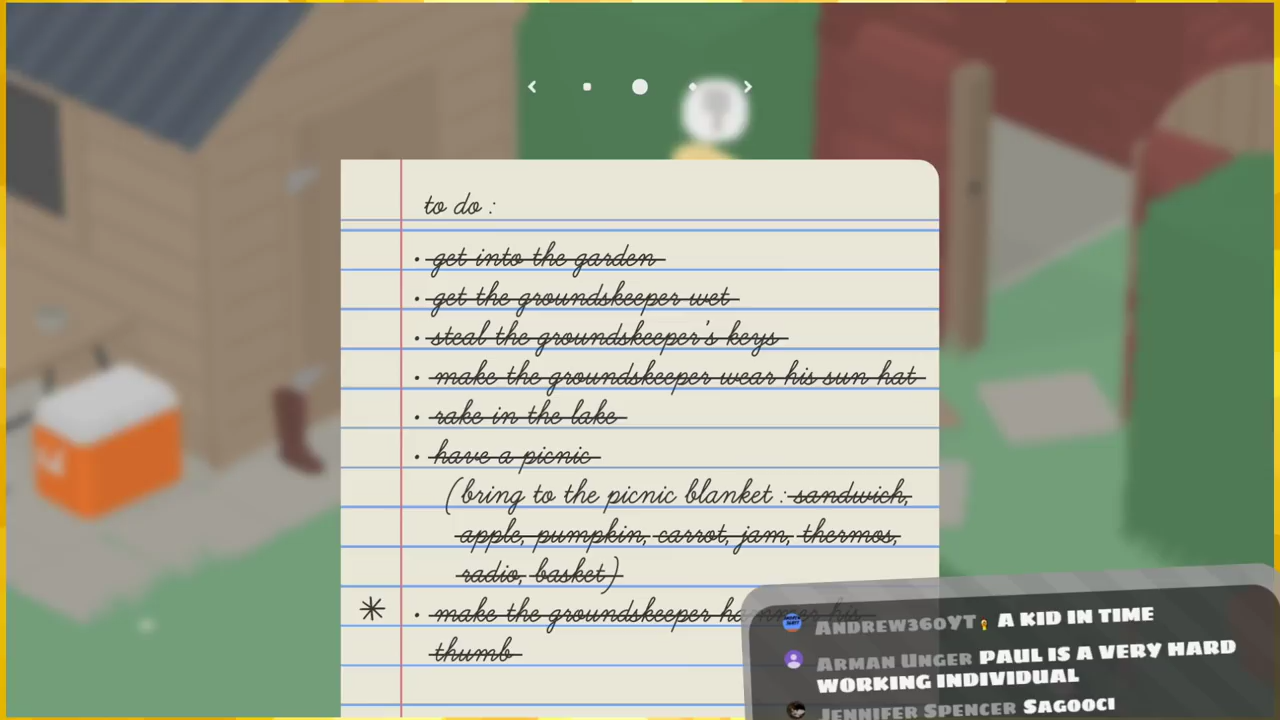 to do :
• get into the garden
• get the groundskeeper wet
• steal the groundskeeper's keys
• make the groundskeeper wear his sun hat
• rake in the lake
• have a picnic
(bring to the picnic blanket : sandwich,
apple, pumpkin, carrot, jam, thermos,
radio, basket)
• make the groundskeeper hammer his
thumb
Andrew360YT A KID IN TIME
Arman Unger PAUL IS A VERY HARD
WORKING INDIVIDUAL
Jennifer Spencer Sagooci